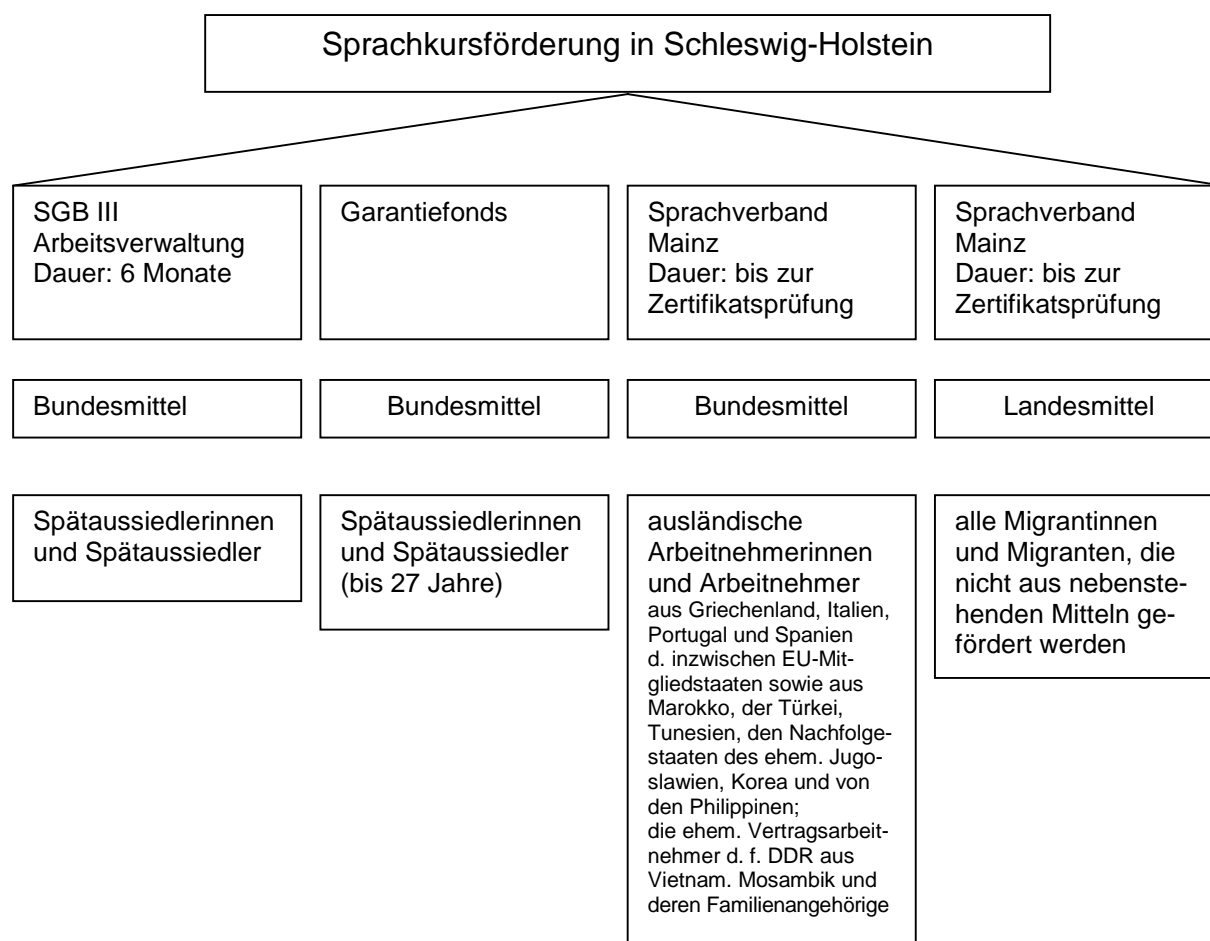 Sprachkursförderung in Schleswig-Holstein
SGB III
Arbeitsverwaltung
Dauer: 6 Monate
Garantiefonds
Sprachverband
Mainz
Dauer: bis zur
Zertifikatsprüfung
Sprachverband
Mainz
Dauer: bis zur
Zertifikatsprüfung
Bundesmittel
Bundesmittel
Bundesmittel
Landesmittel
Spätaussiedlerinnen
und Spätaussiedler
Spätaussiedlerinnen
und Spätaussiedler
(bis 27 Jahre)
ausländische
Arbeitnehmerinnen
und Arbeitnehmer
aus Griechenland, Italien,
Portugal und Spanien
d. inzwischen EU-Mit-
gliedstaaten sowie aus
Marokko, der Türkei,
Tunesien, den Nachfolge-
staaten des ehem. Jugo-
slawien, Korea und von
den Philippinen;
die ehem. Vertragsarbeit-
nehmer d. f. DDR aus
Vietnam. Mosambik und
deren Familienangehörige
alle Migrantinnen
und Migranten, die
nicht aus nebenste-
henden Mitteln ge-
fördert werden